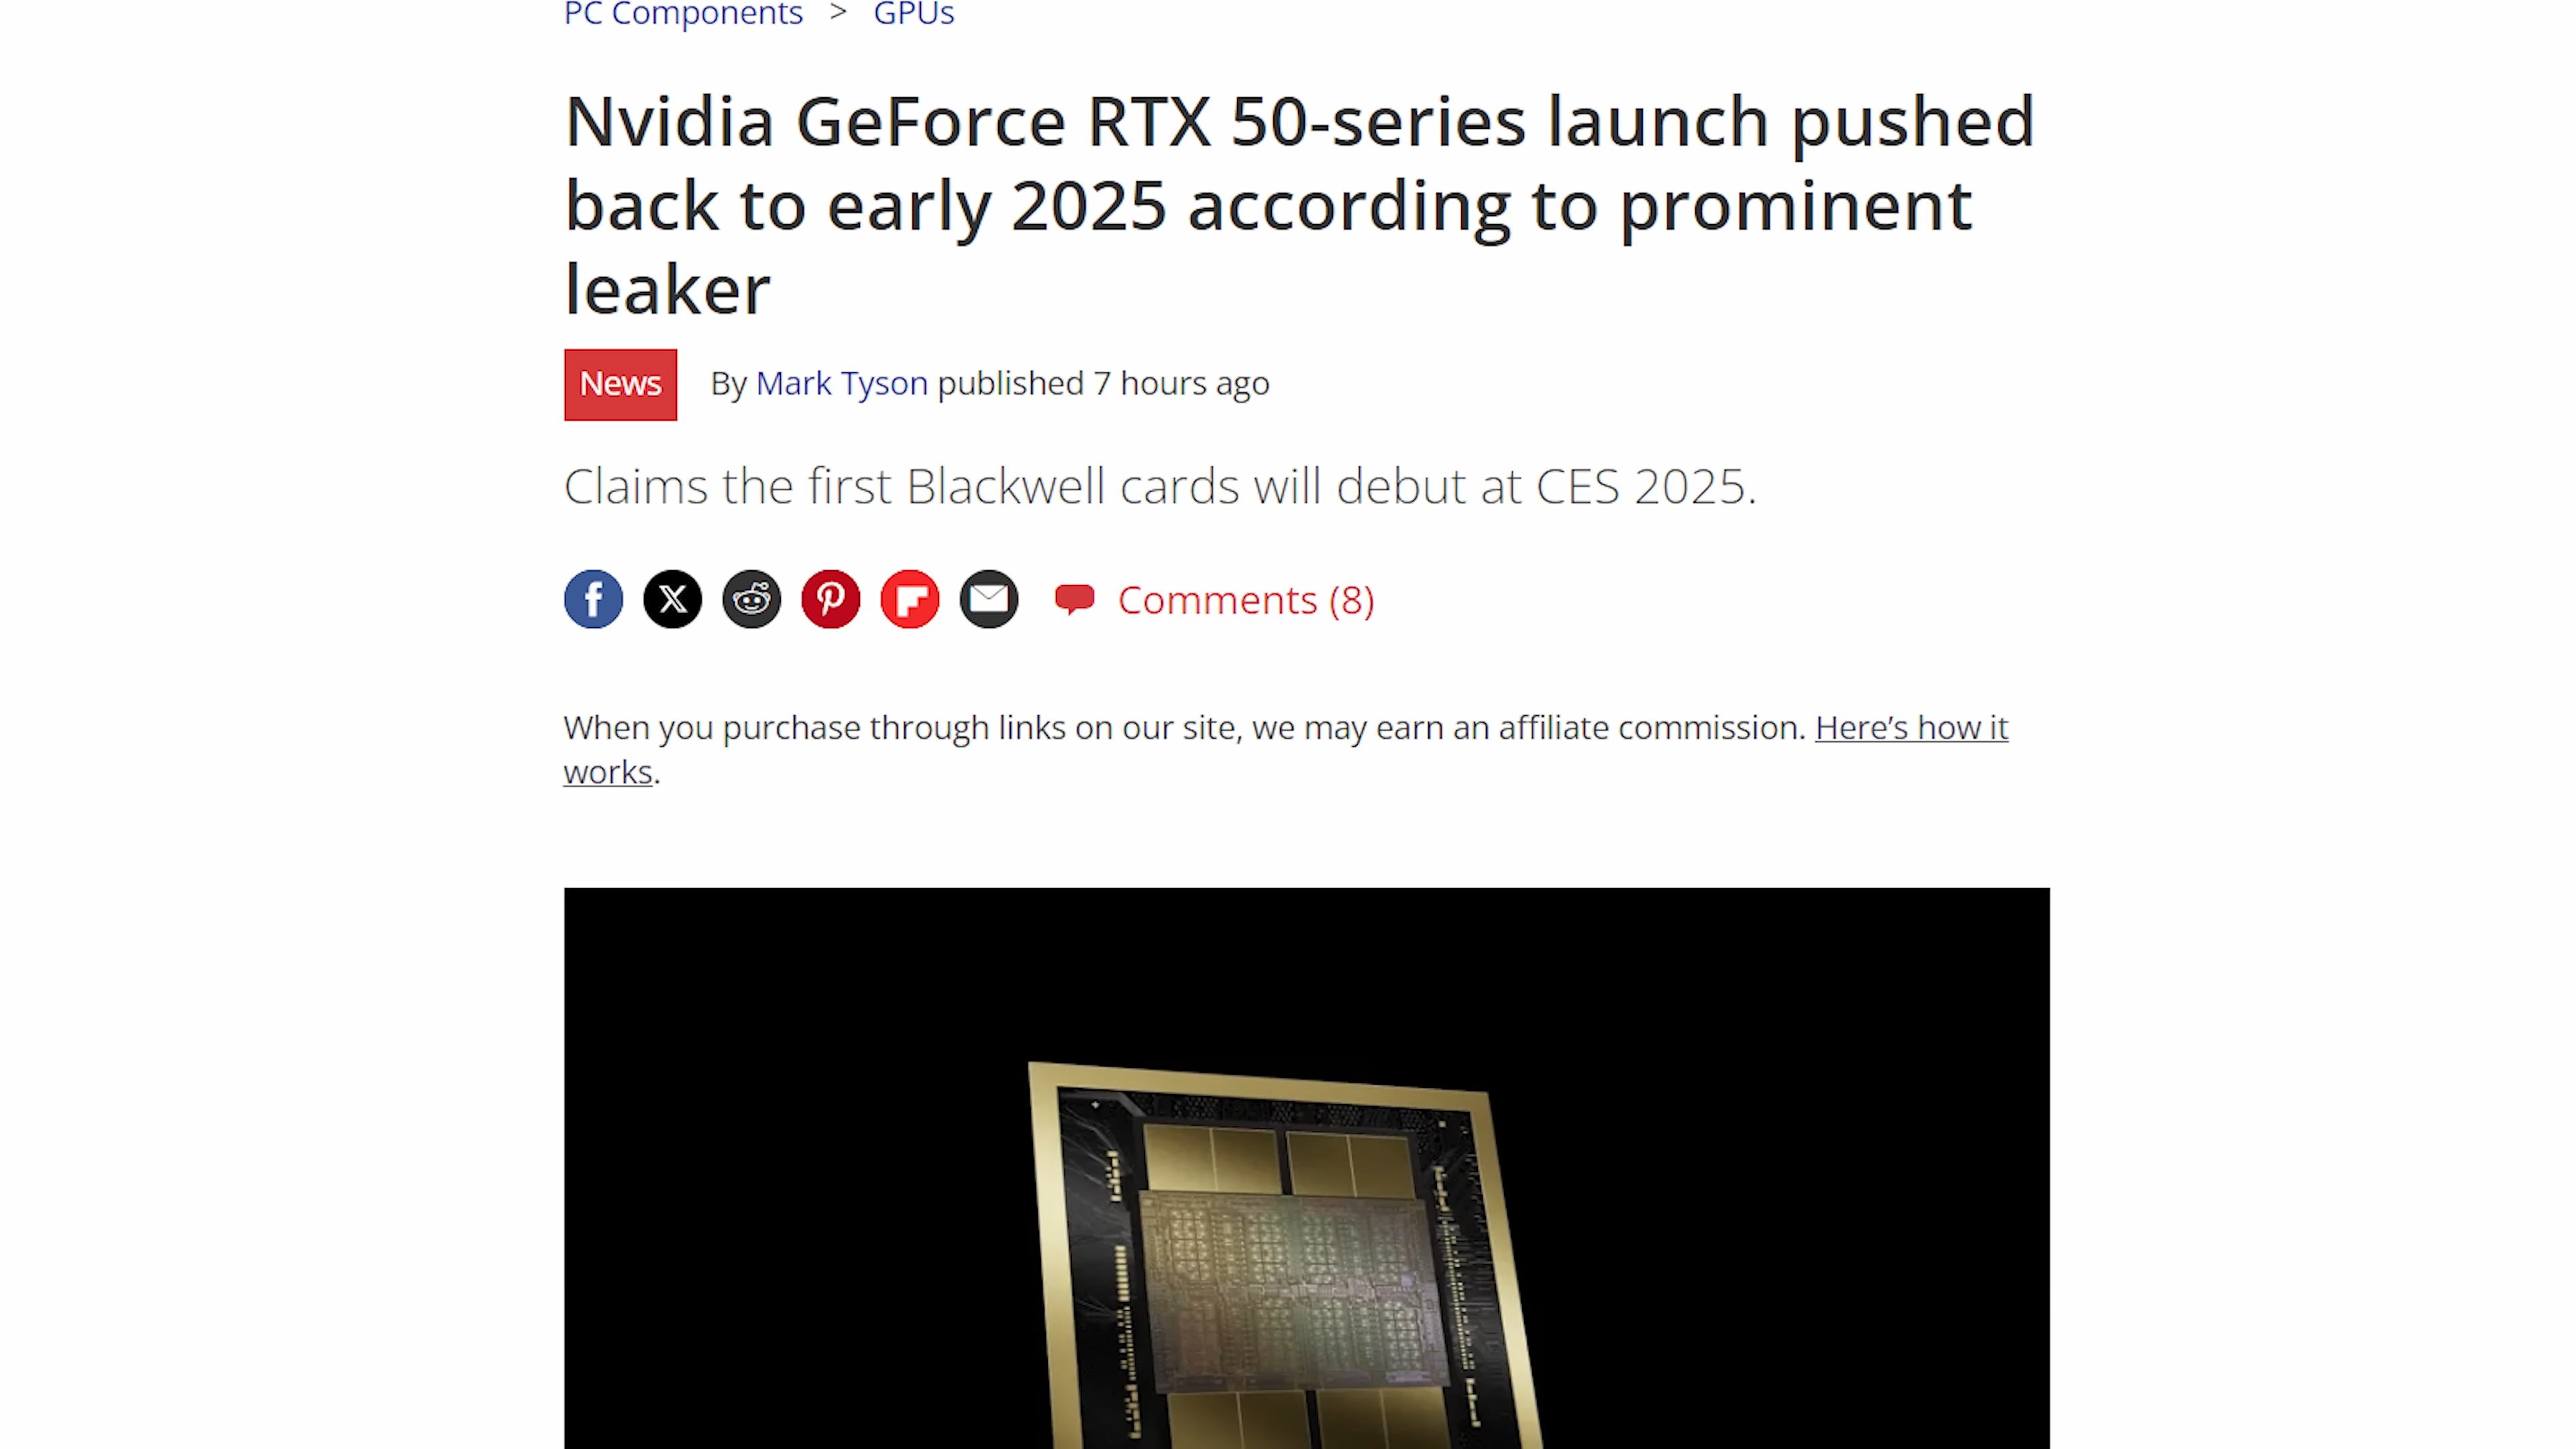 PC Components > GPUs
Nvidia GeForce RTX 50-series launch pushed
back to early 2025 according to prominent
leaker
News By Mark Tyson published 7 hours ago
Claims the first Blackwell cards will debut at CES 2025.
Comments (8)
When you purchase through links on our site, we may earn an affiliate commission. Here’s how it
works.